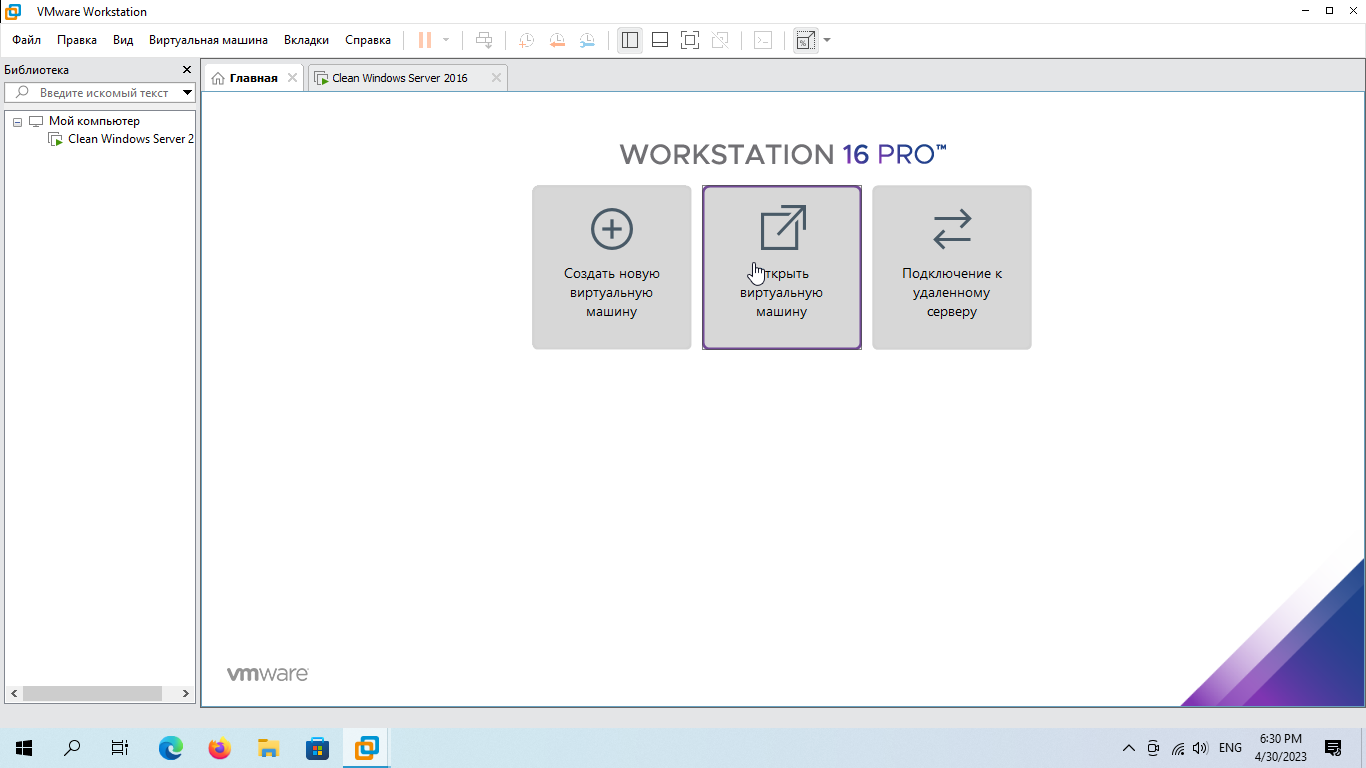 VMware Workstation
Файл Правка Вид Виртуальная машина Вкладки Справка
Библиотека
Введите искомый текст
Мой компьютер
Clean Windows Server 2
Главная
Clean Windows Server 2016
WORKSTATION 16 PRO™
Создать новую
виртуальную
машину
ткрыть
виртуальную
машину
Подключение к
удаленному
серверу
vmware
ENG
6:30 PM
4/30/2023